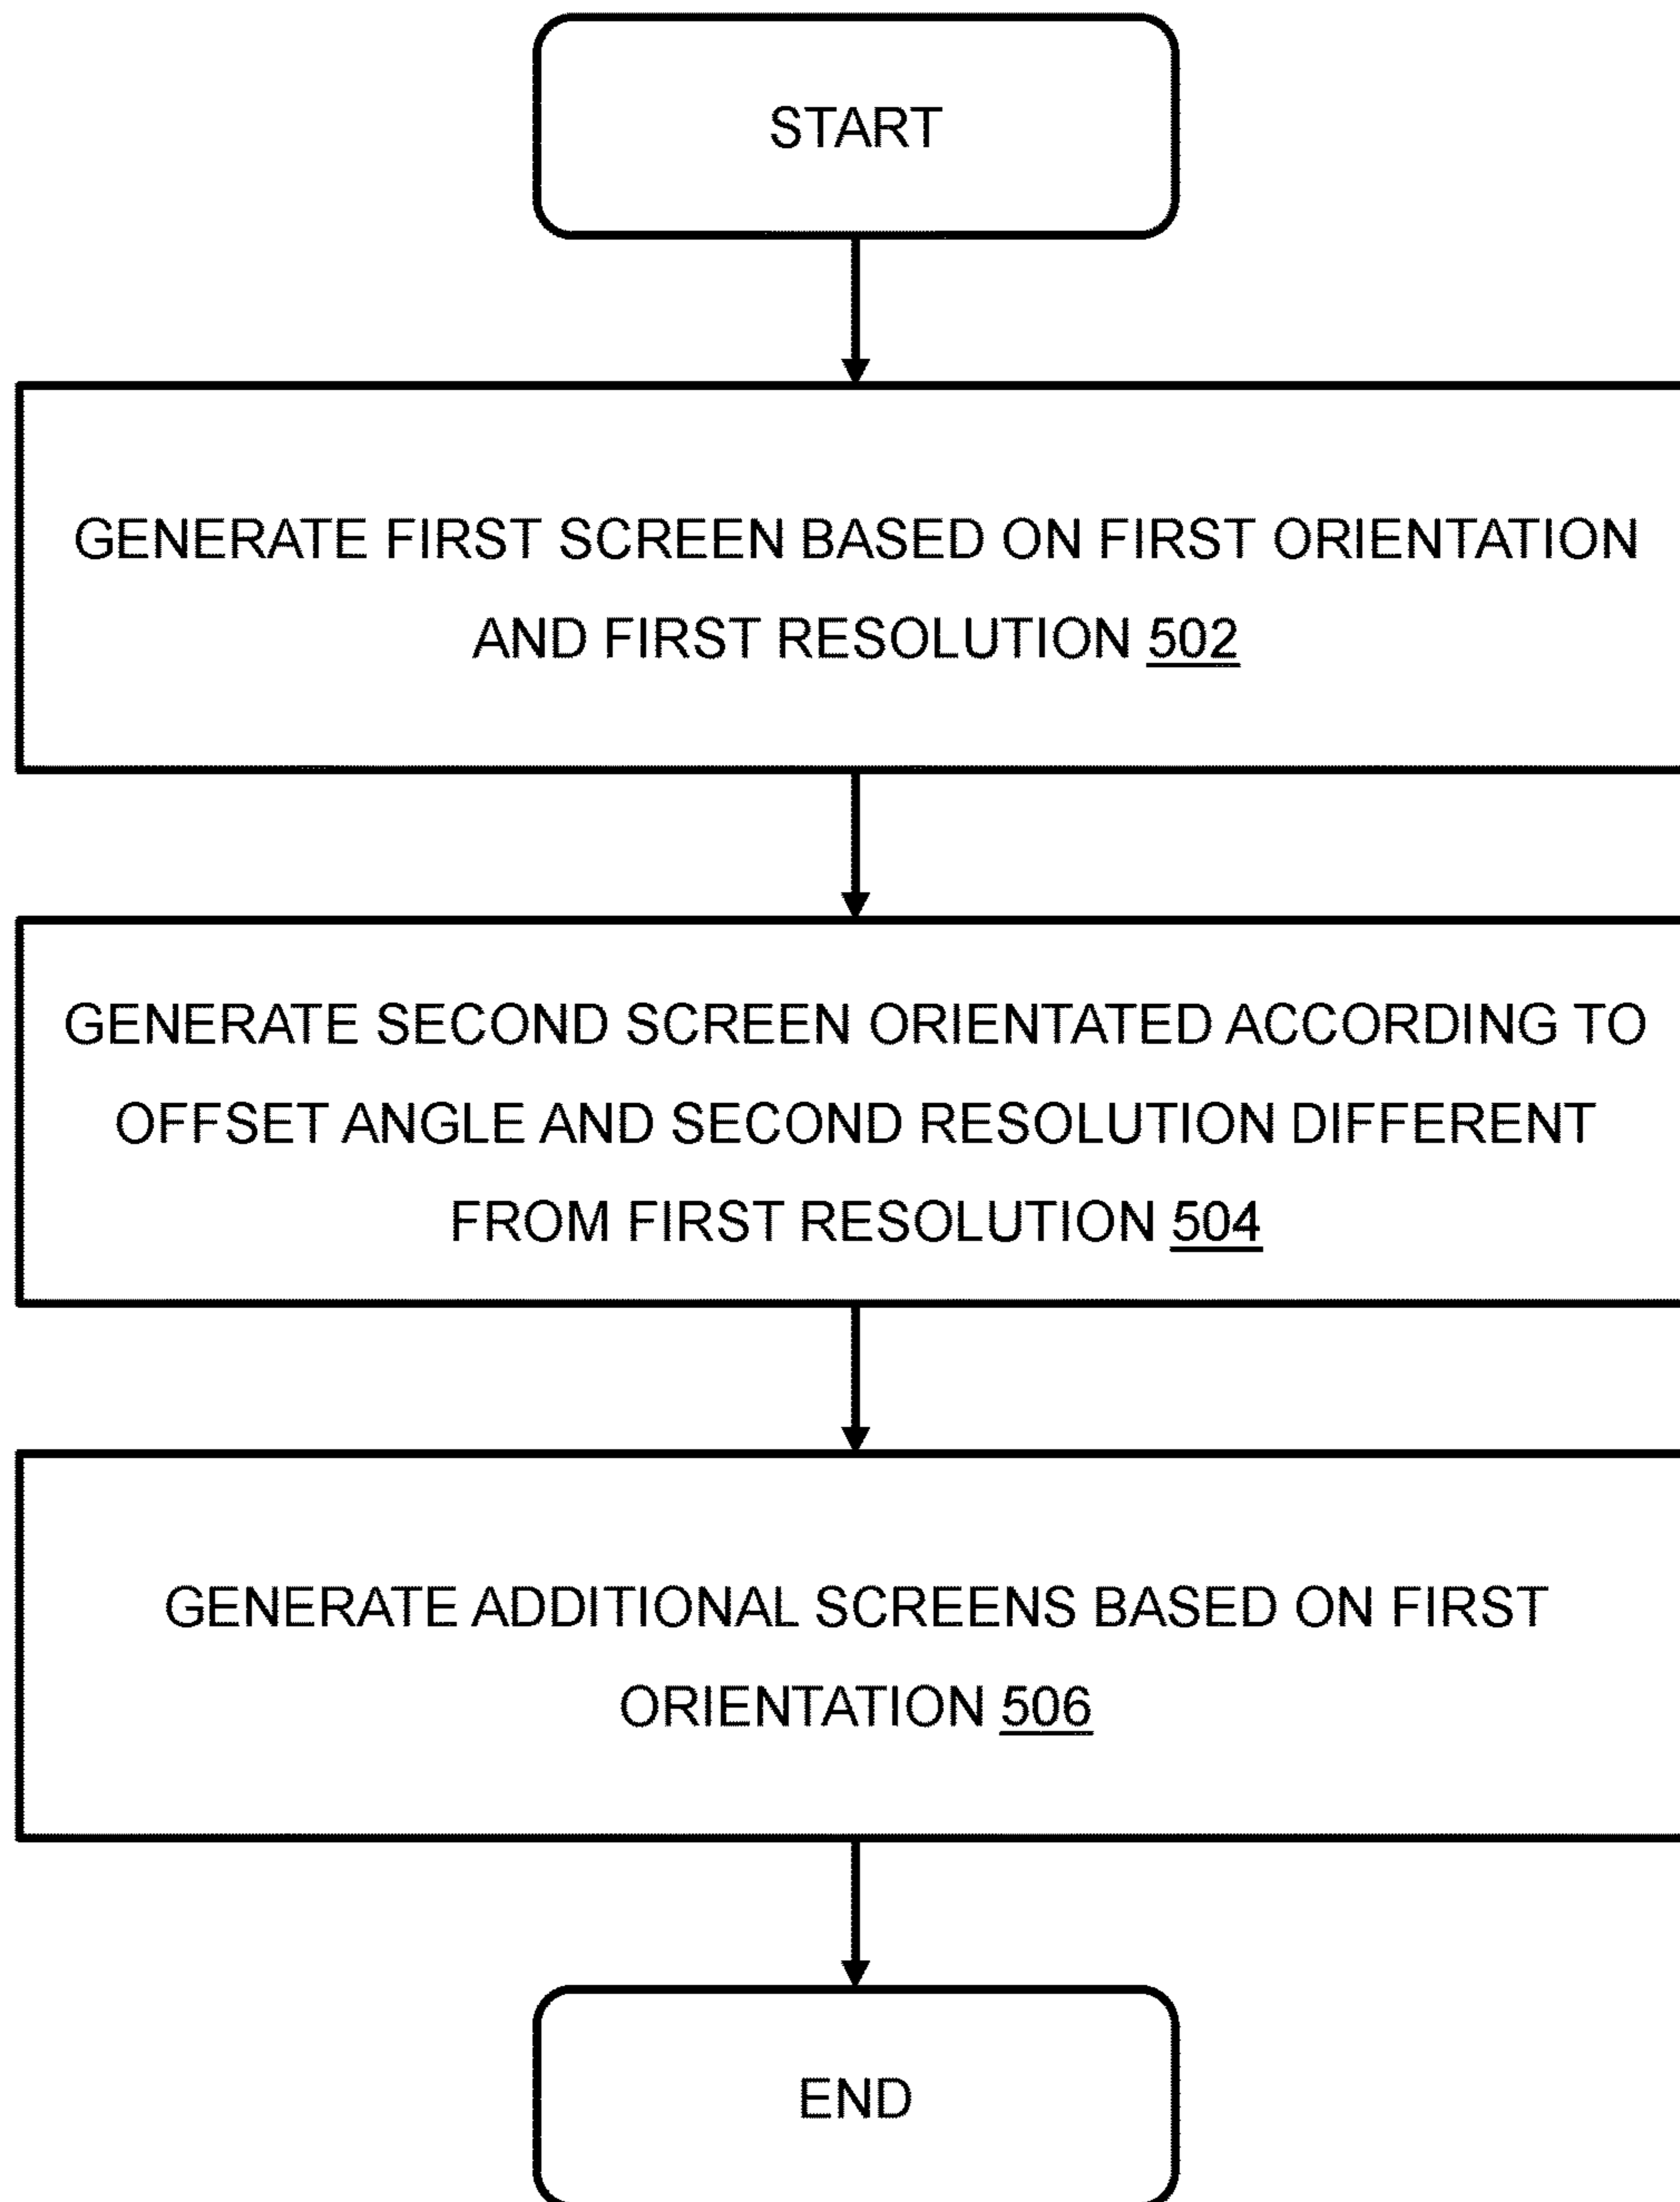 START
GENERATE FIRST SCREEN BASED ON FIRST ORIENTATION
AND FIRST RESOLUTION 502
GENERATE SECOND SCREEN ORIENTATED ACCORDING TO
OFFSET ANGLE AND SECOND RESOLUTION DIFFERENT
FROM FIRST RESOLUTION 504
GENERATE ADDITIONAL SCREENS BASED ON FIRST
ORIENTATION 506
END